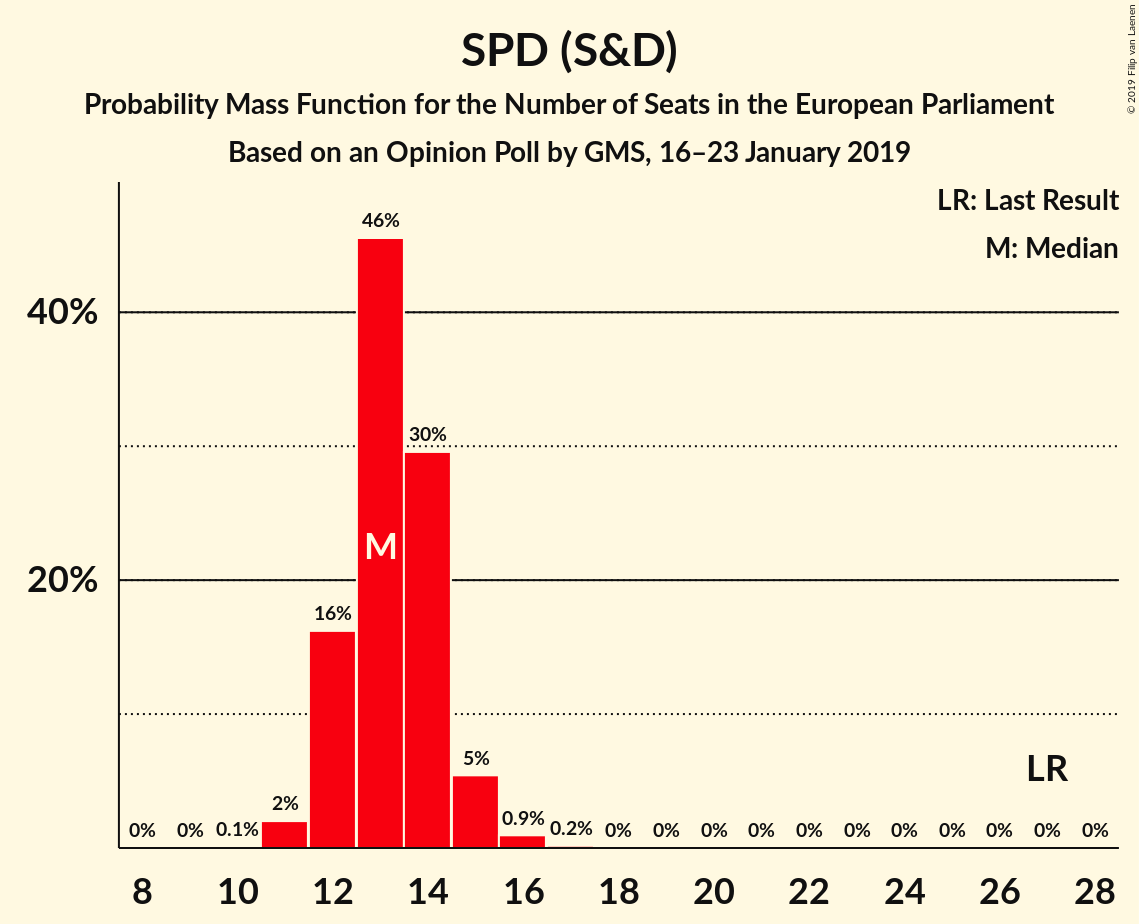 SPD (S&D)
Probability Mass Function for the Number of Seats in the European Parliament
Based on an Opinion Poll by GMS, 16–23 January 2019
© 2019 Filip van Laenen
LR: Last Result
M: Median
40%
20%
0% 0% 0.1% 2% 16% 46% 30% 5% 0.9% 0.2% 0% 0% 0% 0% 0% 0% 0% 0% 0% 0% 0%
M
LR
8 10 12 14 16 18 20 22 24 26 28